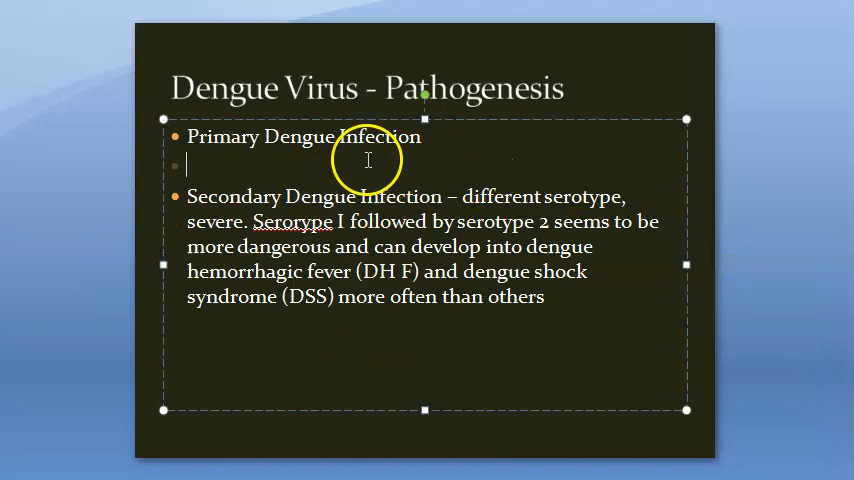 Dengue Virus - Pathogenesis
Primary Dengue Infection
Secondary Dengue Infection – different serotype,
severe. Serorype I followed by serotype 2 seems to be
more dangerous and can develop into dengue
hemorrhagic fever (DH F) and dengue shock
syndrome (DSS) more often than others